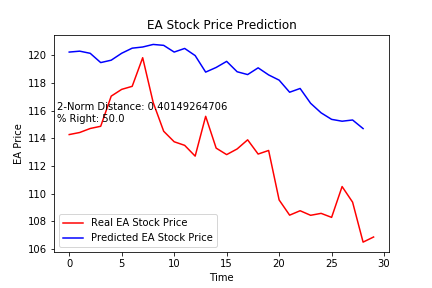 EA Stock Price Prediction
120
118
116
114
112
110
108
106
EA Price
2-Norm Distance: 0.40149264706
% Right: 50.0
Real EA Stock Price
Predicted EA Stock Price
0 5 10 15 20 25 30
Time